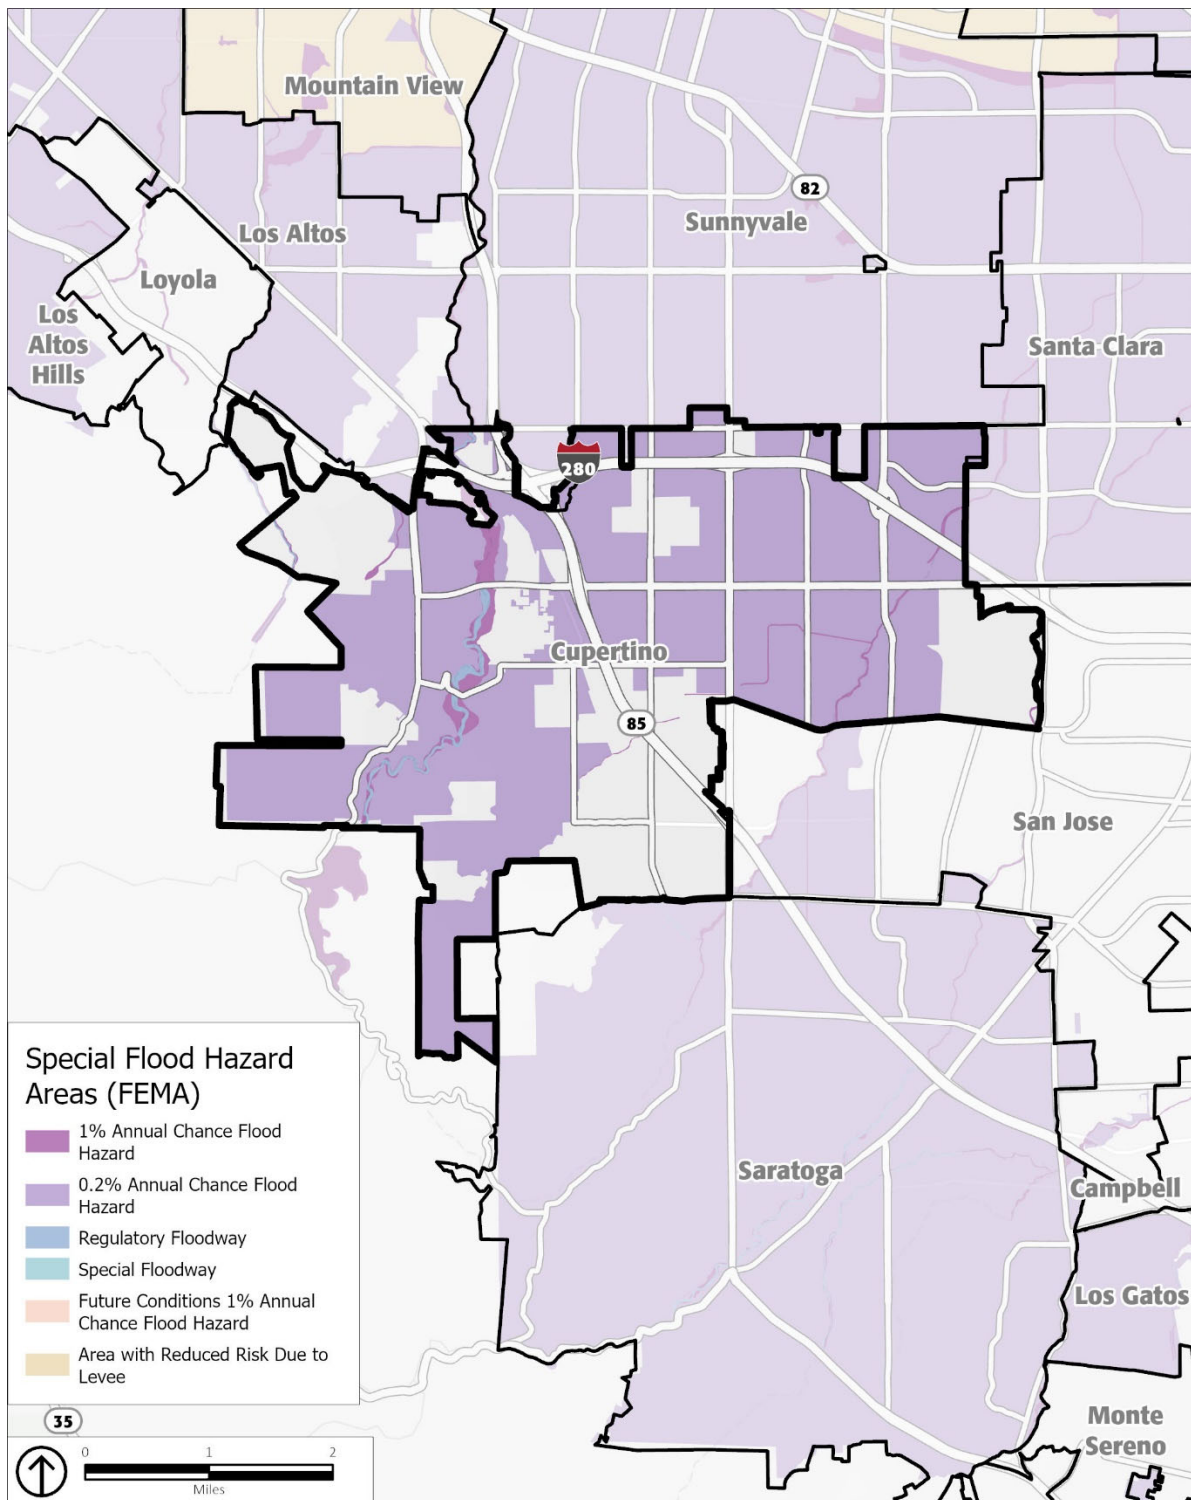 Mountain View
82
Sunnyvale
Los Altos
Loyola
Los
Altos
Hills
Santa Clara
280
Cupertino
85
San Jose
Saratoga
Campbell
Los Gatos
Monte
Sereno
Special Flood Hazard
Areas (FEMA)
1% Annual Chance Flood
Hazard
0.2% Annual Chance Flood
Hazard
Regulatory Floodway
Special Floodway
Future Conditions 1% Annual
Chance Flood Hazard
Area with Reduced Risk Due to
Levee
35
0 1 2
Miles